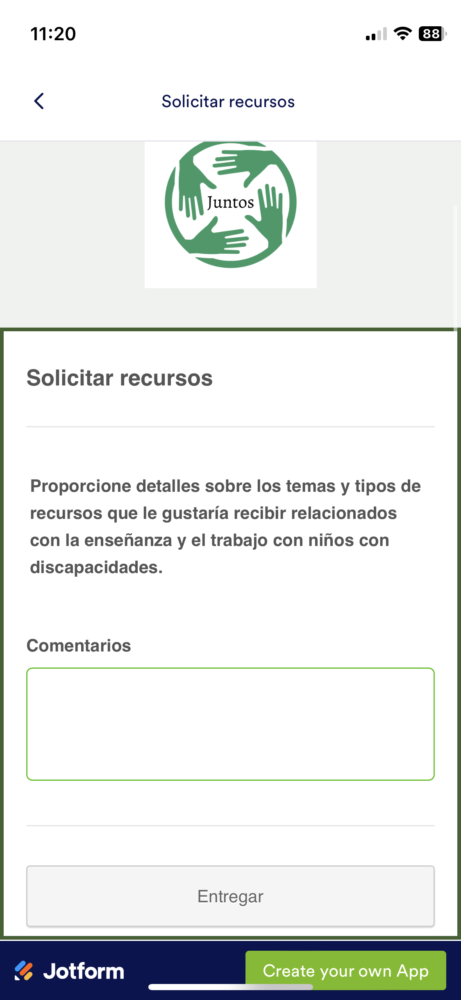 11:20
88
Solicitar recursos
Juntos
Solicitar recursos
Proporcione detalles sobre los temas y tipos de
recursos que le gustaría recibir relacionados
con la enseñanza y el trabajo con niños con
discapacidades.
Comentarios
Entregar
Jotform
Create your own App